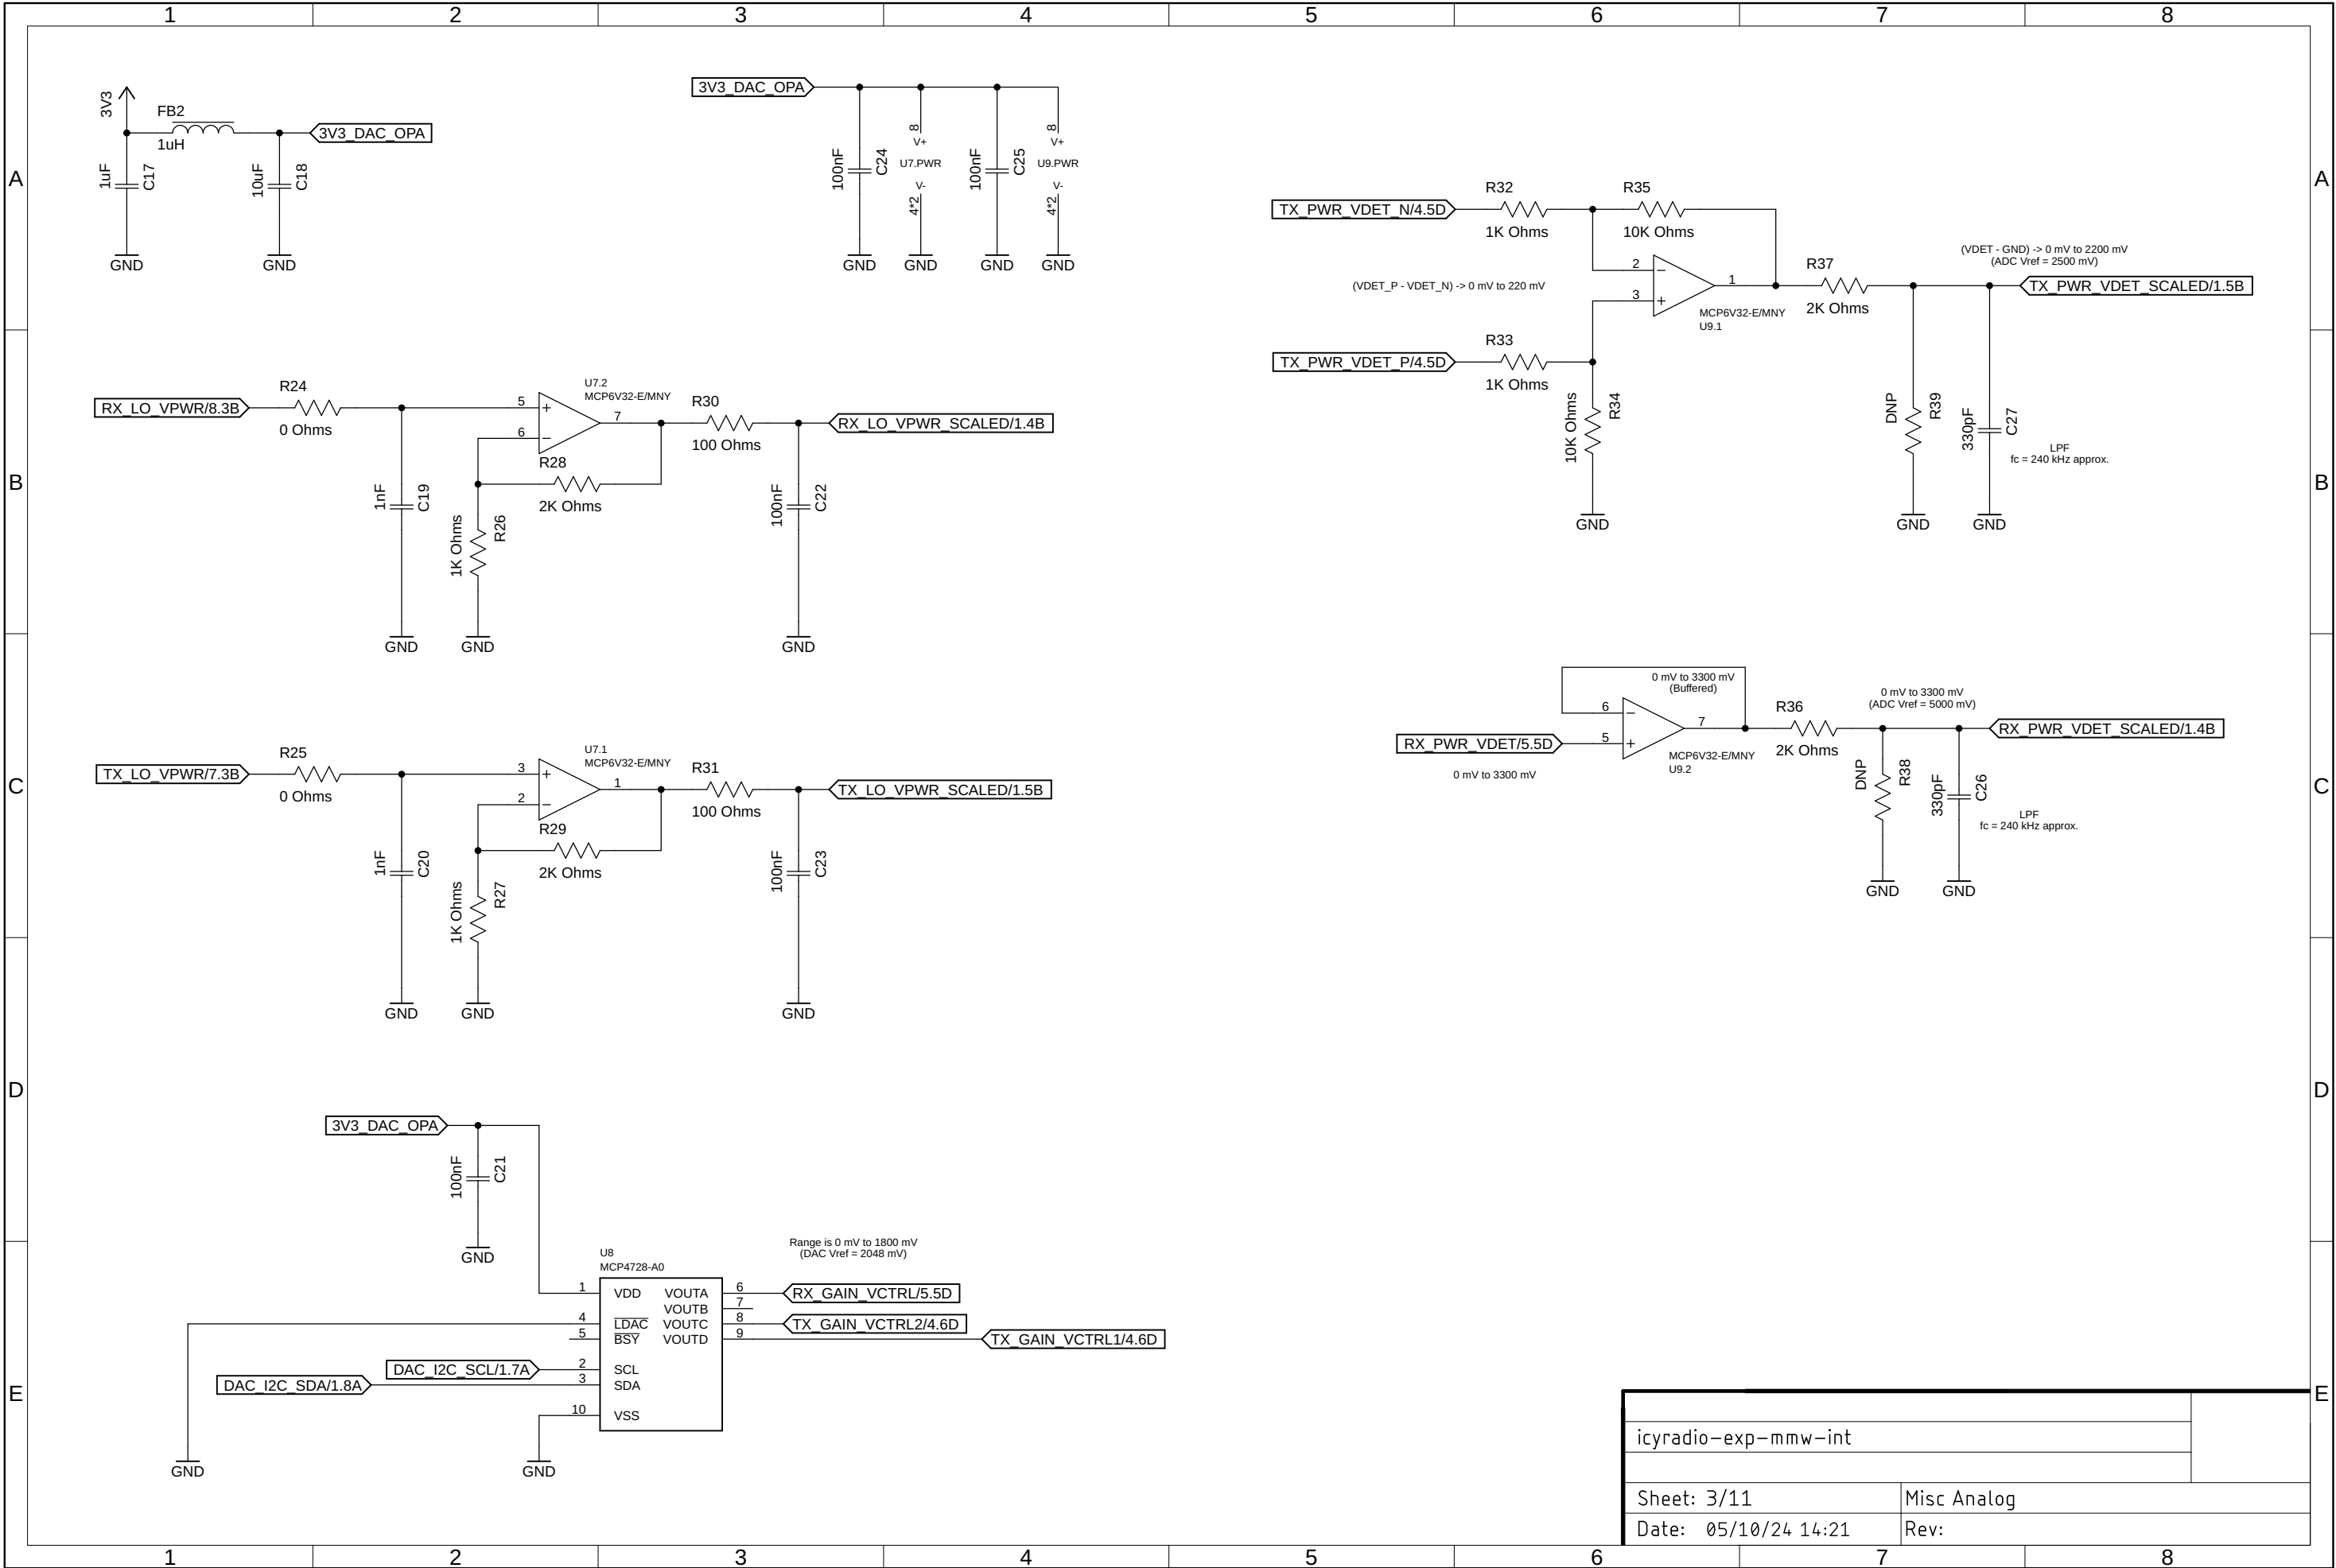 1 2 3 4 5 6 7 8
A
B
C
D
E
A
B
C
D
E
3V3
FB2
1uH
3V3_DAC_OPA
1uF
C17
10uF
C18
GND
GND
3V3_DAC_OPA
100nF
C24
8
V+
U7.PWR
V-
4*2
100nF
C25
8
V+
U9.PWR
V-
4*2
GND
GND
GND
GND
RX_LO_VPWR/8.3B
R24
0 Ohms
1nF
C19
U7.2
MCP6V32-E/MNY
5
6
7
+
−
R28
2K Ohms
1K Ohms
R26
R30
100 Ohms
RX_LO_VPWR_SCALED/1.4B
100nF
C22
GND
GND
GND
TX_LO_VPWR/7.3B
R25
0 Ohms
1nF
C20
U7.1
MCP6V32-E/MNY
3
2
1
+
−
R29
2K Ohms
1K Ohms
R27
R31
100 Ohms
TX_LO_VPWR_SCALED/1.5B
100nF
C23
GND
GND
GND
3V3_DAC_OPA
100nF
C21
GND
U8
MCP4728-A0
Range is 0 mV to 1800 mV
(DAC Vref = 2048 mV)
1 VDD VOUTA 6
VOUTB 7
4 LDAC VOUTC 8
5 BSY VOUTD 9
2 SCL
3 SDA
10 VSS
RX_GAIN_VCTRL/5.5D
TX_GAIN_VCTRL2/4.6D
TX_GAIN_VCTRL1/4.6D
DAC_I2C_SCL/1.7A
DAC_I2C_SDA/1.8A
GND
GND
TX_PWR_VDET_N/4.5D
R32
1K Ohms
R35
10K Ohms
(VDET_P - VDET_N) -> 0 mV to 220 mV
2
3
1
−
+
MCP6V32-E/MNY
U9.1
TX_PWR_VDET_P/4.5D
R33
1K Ohms
10K Ohms
R34
GND
R37
2K Ohms
(VDET - GND) -> 0 mV to 2200 mV
(ADC Vref = 2500 mV)
TX_PWR_VDET_SCALED/1.5B
DNP
R39
330pF
C27
LPF
fc = 240 kHz approx.
GND
GND
0 mV to 3300 mV
(Buffered)
6
5
7
−
+
RX_PWR_VDET/5.5D
0 mV to 3300 mV
MCP6V32-E/MNY
U9.2
R36
2K Ohms
0 mV to 3300 mV
(ADC Vref = 5000 mV)
RX_PWR_VDET_SCALED/1.4B
DNP
R38
330pF
C26
LPF
fc = 240 kHz approx.
GND
GND
icyradio-exp-mmw-int
Sheet: 3/11
Misc Analog
Date: 05/10/24 14:21
Rev:
1 2 3 4 5 6 7 8